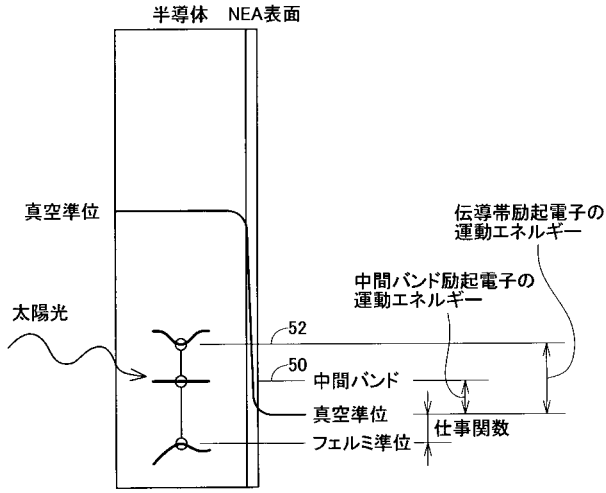 半導体 NEA表面
真空準位
伝導帯励起電子の
運動エネルギー
中間バンド励起電子の
運動エネルギー
太陽光
52
50
中間バンド
真空準位
仕事関数
フェルミ準位